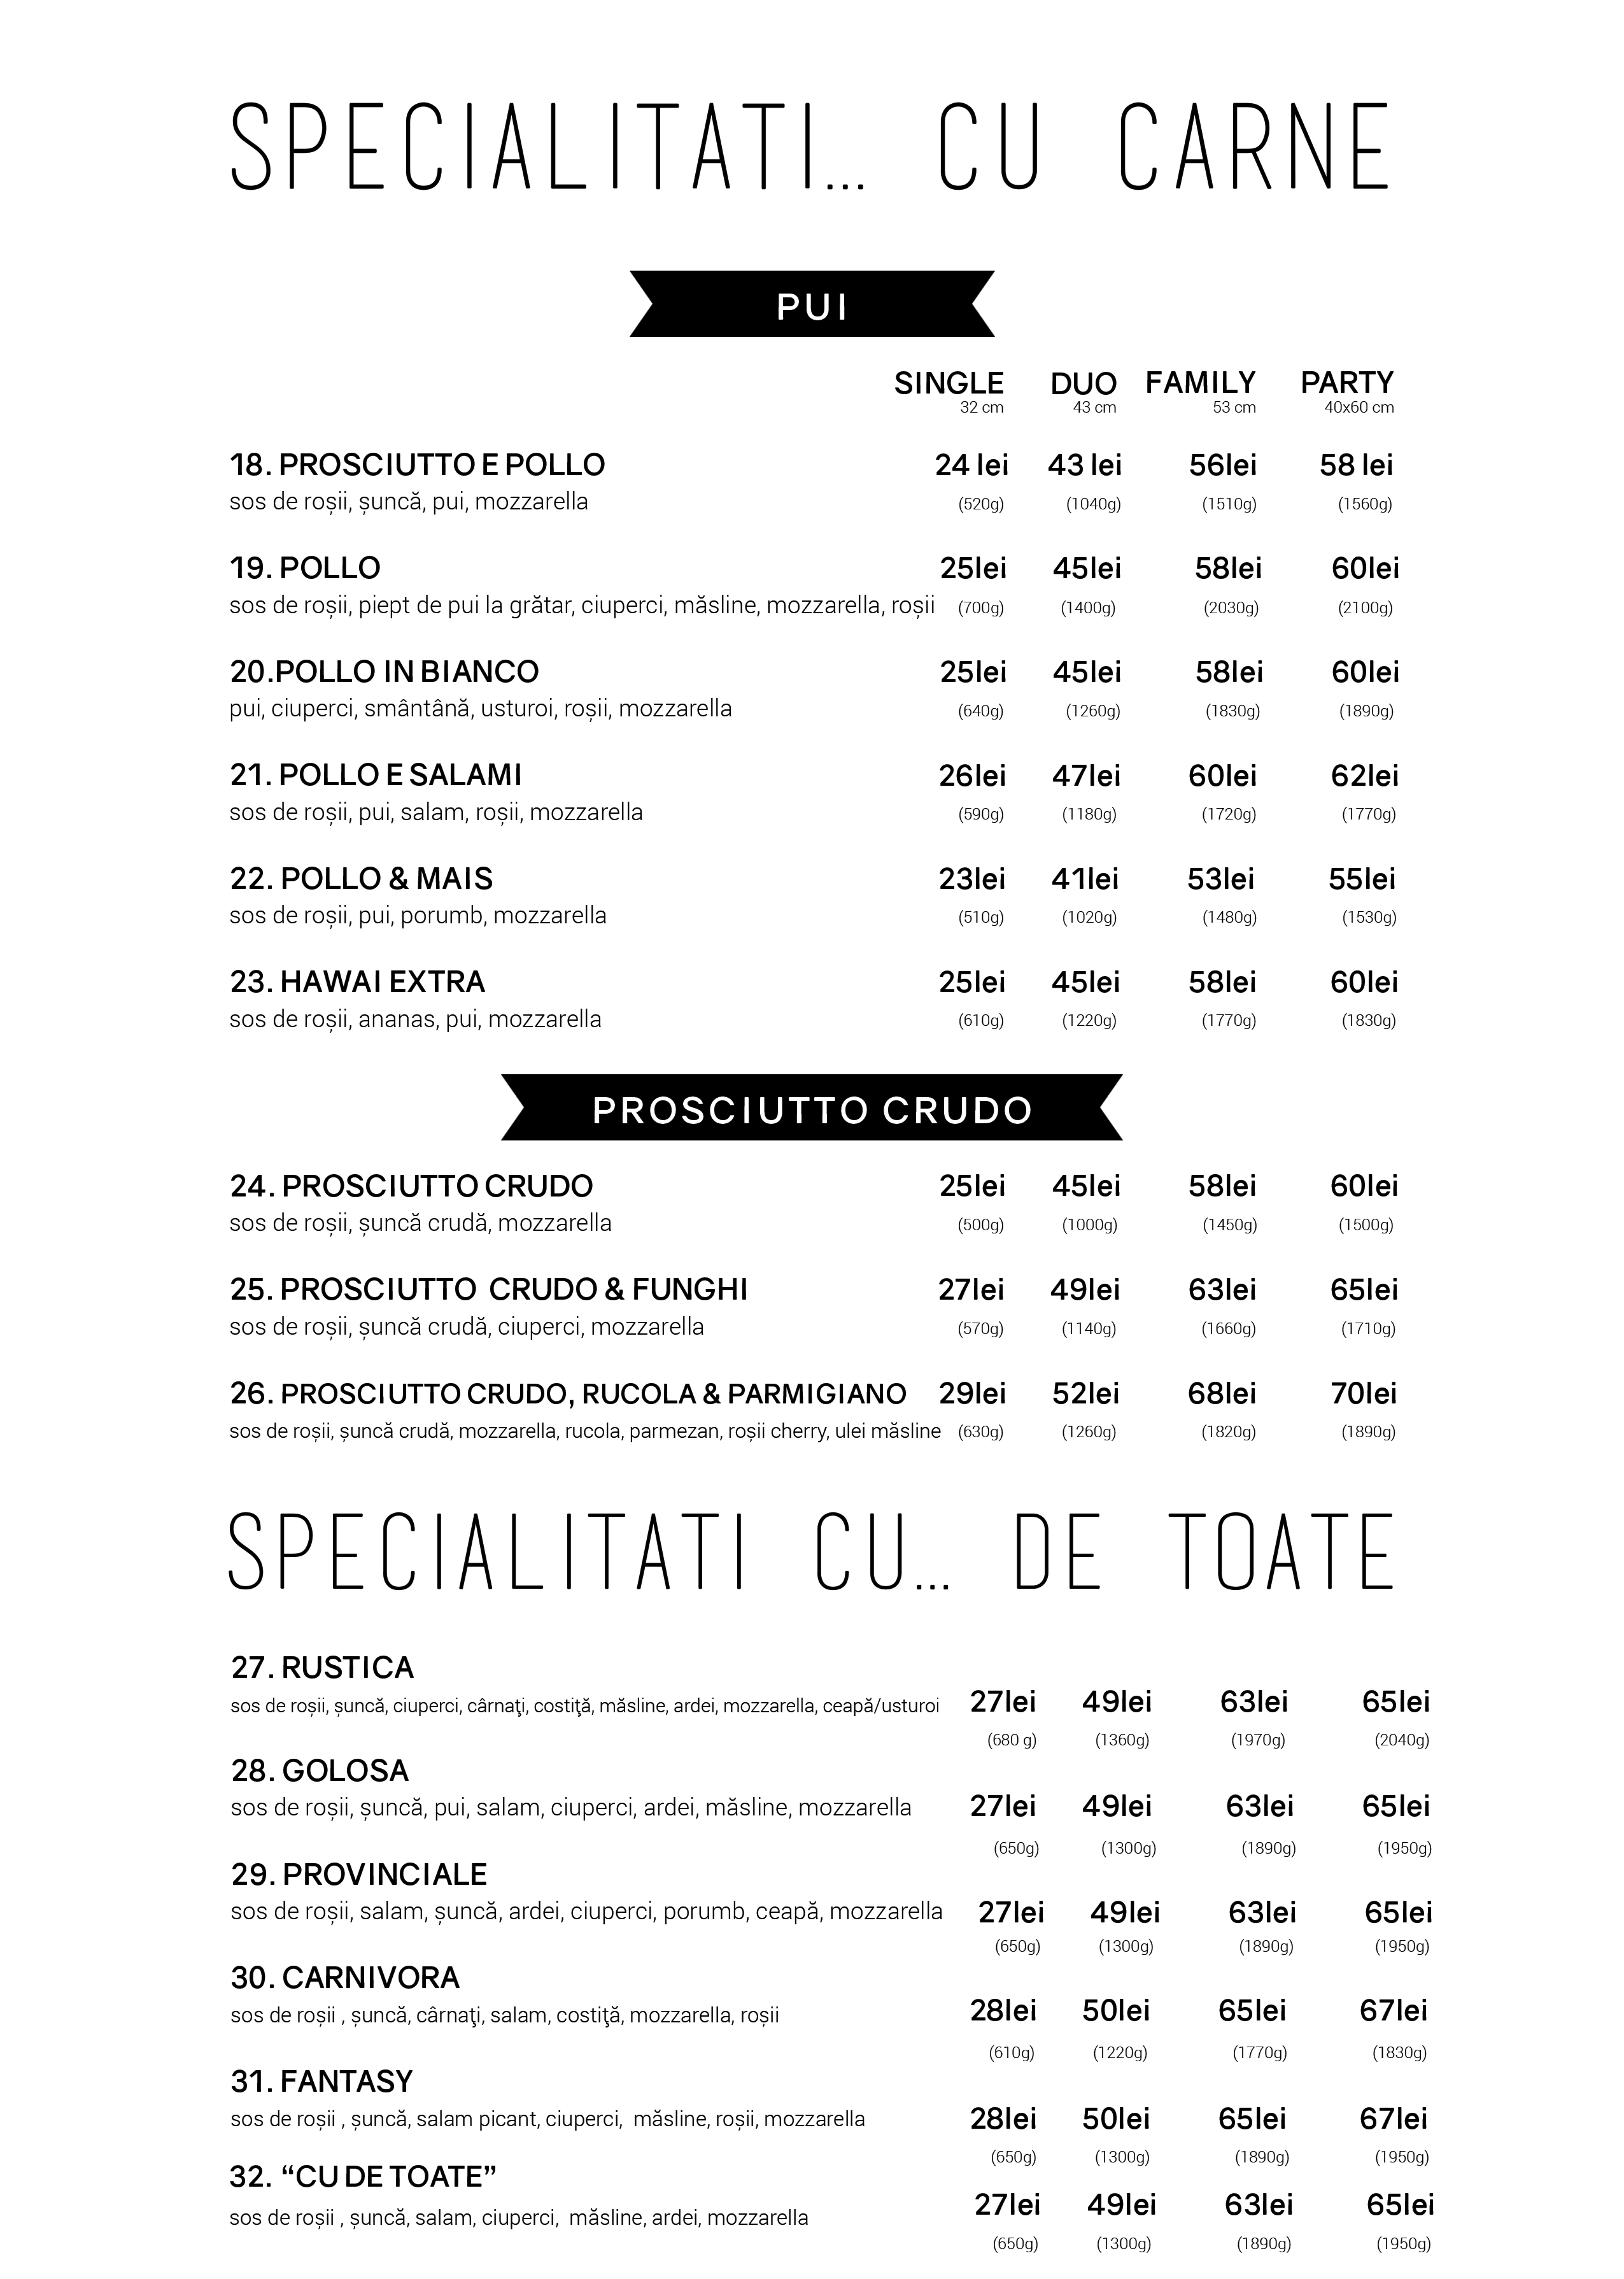 SPECIALITATI... CU CARNE
PUI
SINGLE DUO FAMILY PARTY
32 cm 43 cm 53 cm 40x60 cm
18. PROSCIUTTO E POLLO 24 lei 43 lei 56lei 58 lei
sos de roșii, șuncă, pui, mozzarella (520g) (1040g) (1510g) (1560g)
19. POLLO 25lei 45lei 58lei 60lei
sos de roșii, piept de pui la grătar, ciuperci, măsline, mozzarella, roșii (700g) (1400g) (2030g) (2100g)
20.POLLO IN BIANCO 25lei 45lei 58lei 60lei
pui, ciuperci, smântână, usturoi, roșii, mozzarella (640g) (1260g) (1830g) (1890g)
21. POLLO E SALAMI 26lei 47lei 60lei 62lei
sos de roșii, pui, salam, roșii, mozzarella (590g) (1180g) (1720g) (1770g)
22. POLLO & MAIS 23lei 41lei 53lei 55lei
sos de roșii, pui, porumb, mozzarella (510g) (1020g) (1480g) (1530g)
23. HAWAI EXTRA 25lei 45lei 58lei 60lei
sos de roșii, ananas, pui, mozzarella (610g) (1220g) (1770g) (1830g)
PROSCIUTTO CRUDO
24. PROSCIUTTO CRUDO 25lei 45lei 58lei 60lei
sos de roșii, șuncă crudă, mozzarella (500g) (1000g) (1450g) (1500g)
25. PROSCIUTTO CRUDO & FUNGHI 27lei 49lei 63lei 65lei
sos de roșii, șuncă crudă, ciuperci, mozzarella (570g) (1140g) (1660g) (1710g)
26. PROSCIUTTO CRUDO, RUCOLA & PARMIGIANO 29lei 52lei 68lei 70lei
sos de roșii, șuncă crudă, mozzarella, rucola, parmezan, roșii cherry, ulei măsline (630g) (1260g) (1820g) (1890g)
SPECIALITATI CU... DE TOATE
27. RUSTICA
sos de roșii, șuncă, ciuperci, cârnaţi, costiţă, măsline, ardei, mozzarella, ceapă/usturoi 27lei 49lei 63lei 65lei
(680 g) (1360g) (1970g) (2040g)
28. GOLOSA
sos de roșii, șuncă, pui, salam, ciuperci, ardei, măsline, mozzarella 27lei 49lei 63lei 65lei
(650g) (1300g) (1890g) (1950g)
29. PROVINCIALE
sos de roșii, salam, șuncă, ardei, ciuperci, porumb, ceapă, mozzarella 27lei 49lei 63lei 65lei
(650g) (1300g) (1890g) (1950g)
30. CARNIVORA
sos de roșii , șuncă, cârnaţi, salam, costiţă, mozzarella, roșii 28lei 50lei 65lei 67lei
(610g) (1220g) (1770g) (1830g)
31. FANTASY
sos de roșii , șuncă, salam picant, ciuperci, măsline, roșii, mozzarella 28lei 50lei 65lei 67lei
(650g) (1300g) (1890g) (1950g)
32. “CU DE TOATE”
sos de roșii , șuncă, salam, ciuperci, măsline, ardei, mozzarella 27lei 49lei 63lei 65lei
(650g) (1300g) (1890g) (1950g)